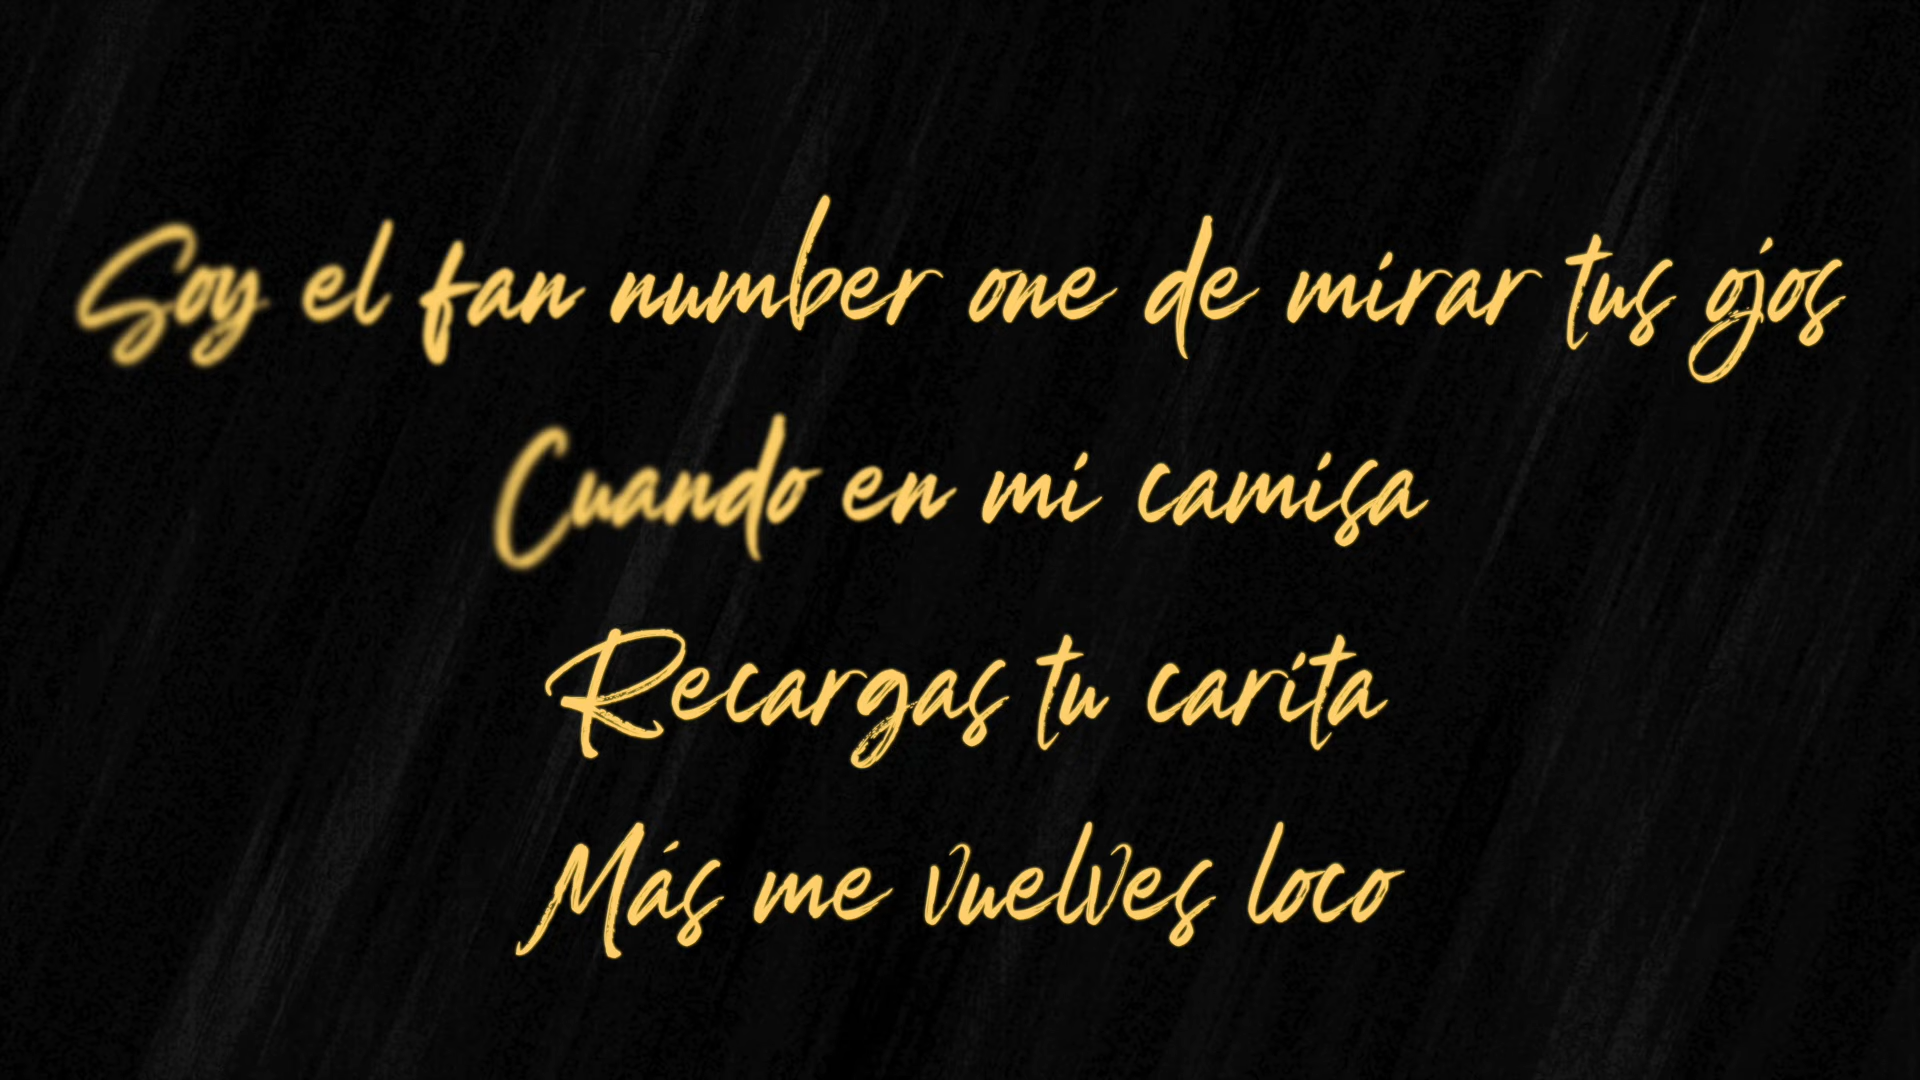 Soy el fan number one de mirar tus ojos
Cuando en mi camisa
Recargas tu carita
Más me vuelves loco